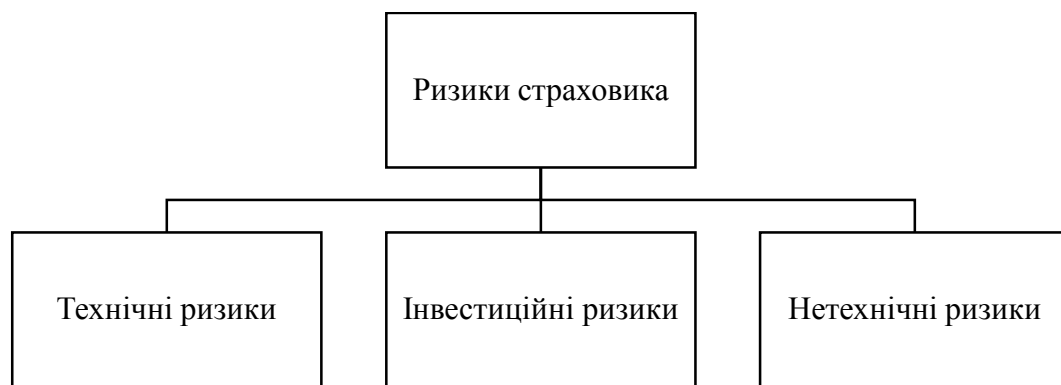 Ризики страховика
Технічні ризики
Інвестиційні ризики
Нетехнічні ризики